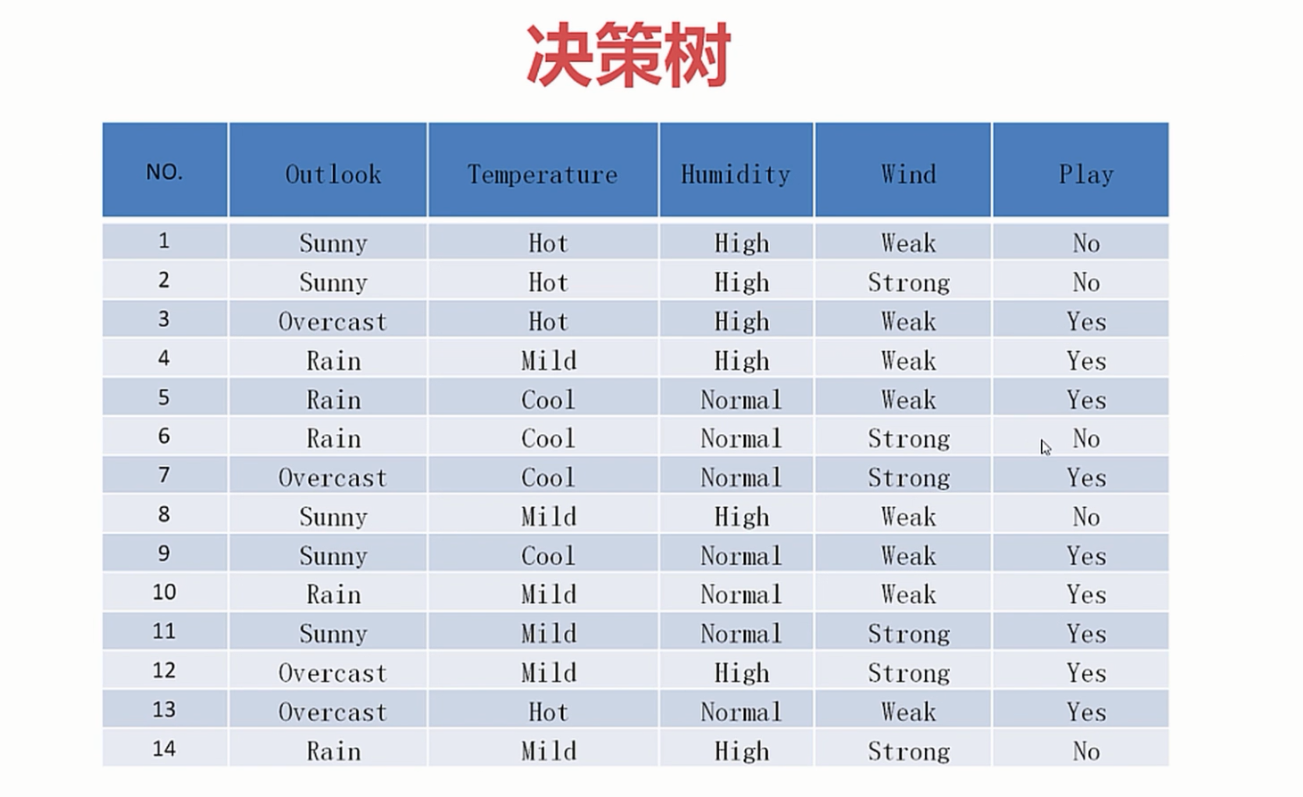 决策树
NO. Outlook Temperature Humidity Wind Play
1 Sunny Hot High Weak No
2 Sunny Hot High Strong No
3 Overcast Hot High Weak Yes
4 Rain Mild High Weak Yes
5 Rain Cool Normal Weak Yes
6 Rain Cool Normal Strong No
7 Overcast Cool Normal Strong Yes
8 Sunny Mild High Weak No
9 Sunny Cool Normal Weak Yes
10 Rain Mild Normal Weak Yes
11 Sunny Mild Normal Strong Yes
12 Overcast Mild High Strong Yes
13 Overcast Hot Normal Weak Yes
14 Rain Mild High Strong No